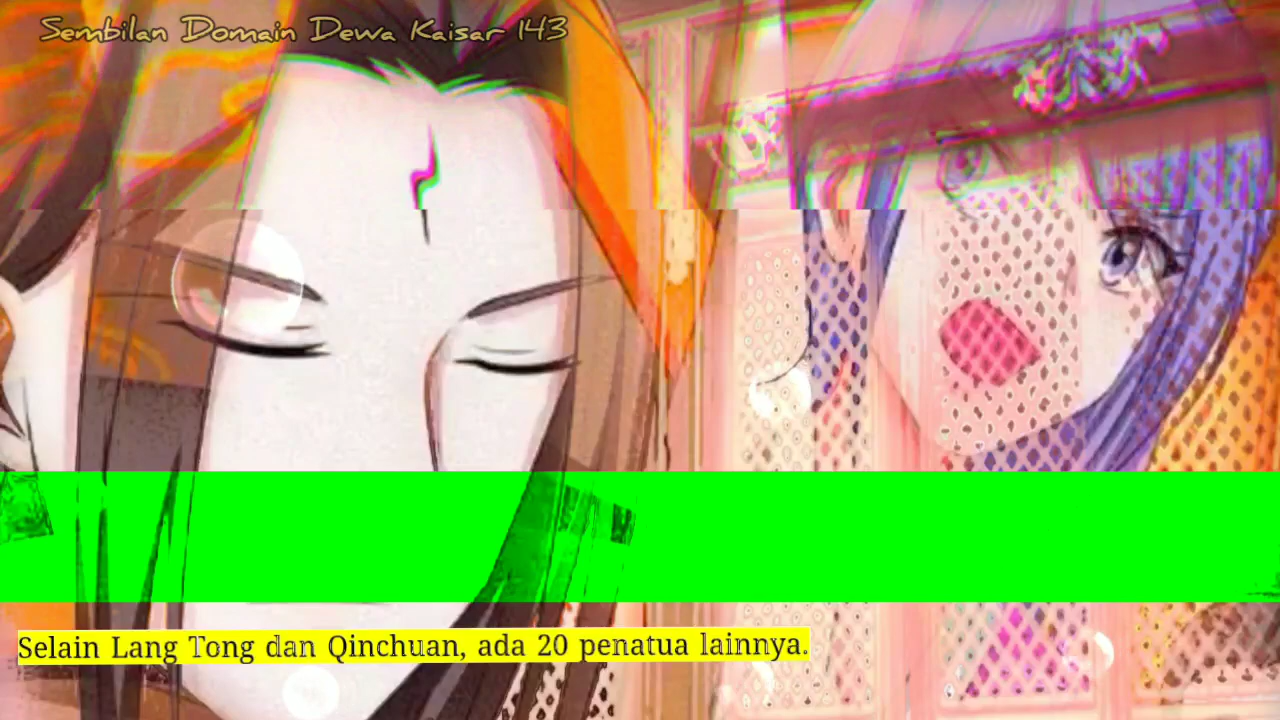 Sembilan Domain Dewa Kaisar 143
Selain Lang Tong dan Qinchuan, ada 20 penatua lainnya.